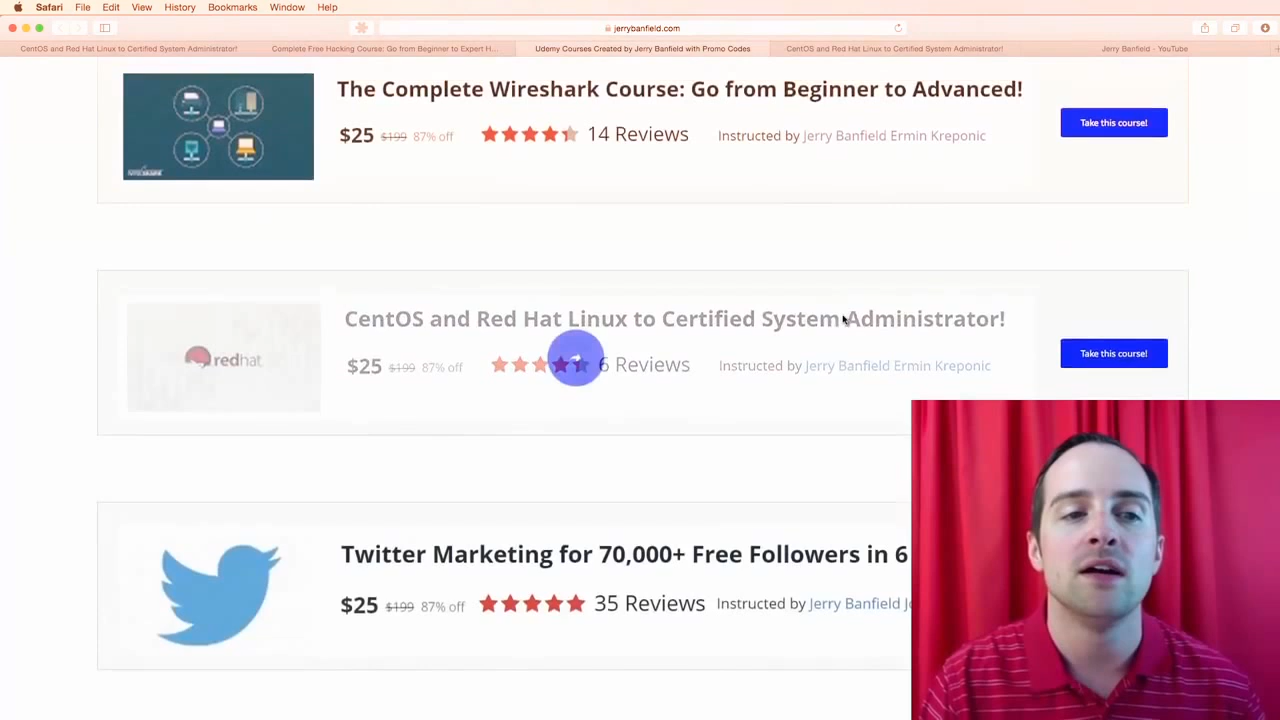 Safari File Edit View History Bookmarks Window Help
jerrybanfield.com
CentOS and Red Hat Linux to Certified System Administrator!
Complete Free Hacking Course: Go from Beginner to Expert H...
Udemy Courses Created by Jerry Banfield with Promo Codes
CentOS and Red Hat Linux to Certified System Administrator!
Jerry Banfield - YouTube
The Complete Wireshark Course: Go from Beginner to Advanced!
$25 $199 87% off 14 Reviews Instructed by Jerry Banfield Ermin Kreponic
Take this course!
CentOS and Red Hat Linux to Certified System Administrator!
redhat
$25 $199 87% off 6 Reviews Instructed by Jerry Banfield Ermin Kreponic
Take this course!
Twitter Marketing for 70,000+ Free Followers in 6
$25 $199 87% off 35 Reviews Instructed by Jerry Banfield